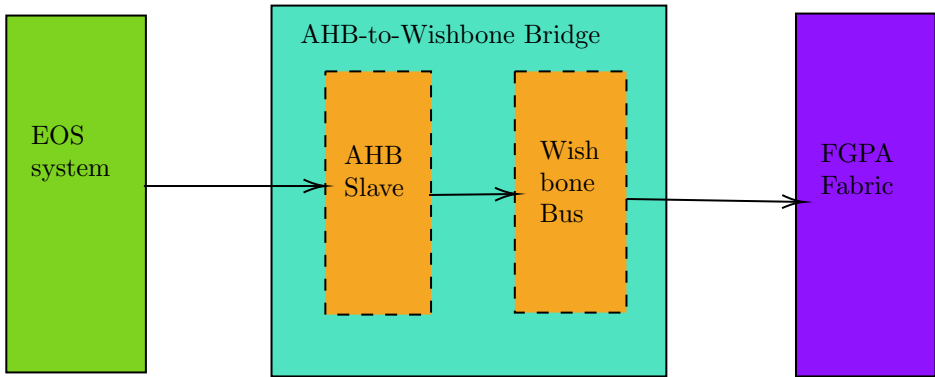 AHB-to-Wishbone Bridge
EOS
system
AHB
Slave
Wish
bone
Bus
FGPA
Fabric